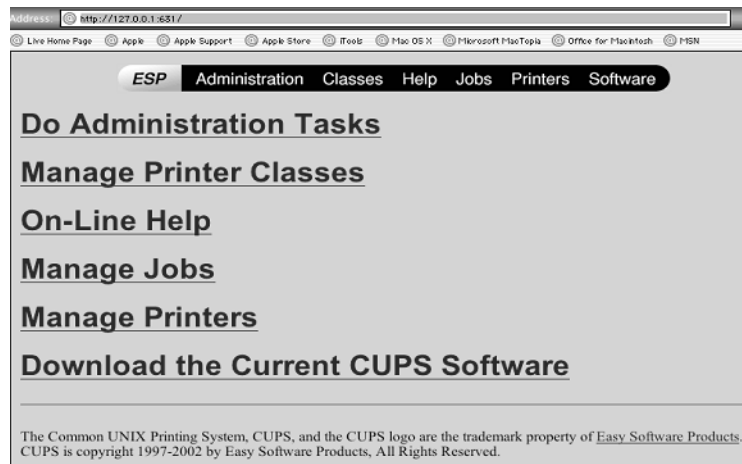 Address: http://127.0.0.1:631/
Live Home Page Apple Apple Support Apple Store iTools Mac OS X Microsoft MacTopia Office for Macintosh MSN
ESP Administration Classes Help Jobs Printers Software
Do Administration Tasks
Manage Printer Classes
On-Line Help
Manage Jobs
Manage Printers
Download the Current CUPS Software
The Common UNIX Printing System, CUPS, and the CUPS logo are the trademark property of Easy Software Products.
CUPS is copyright 1997-2002 by Easy Software Products, All Rights Reserved.